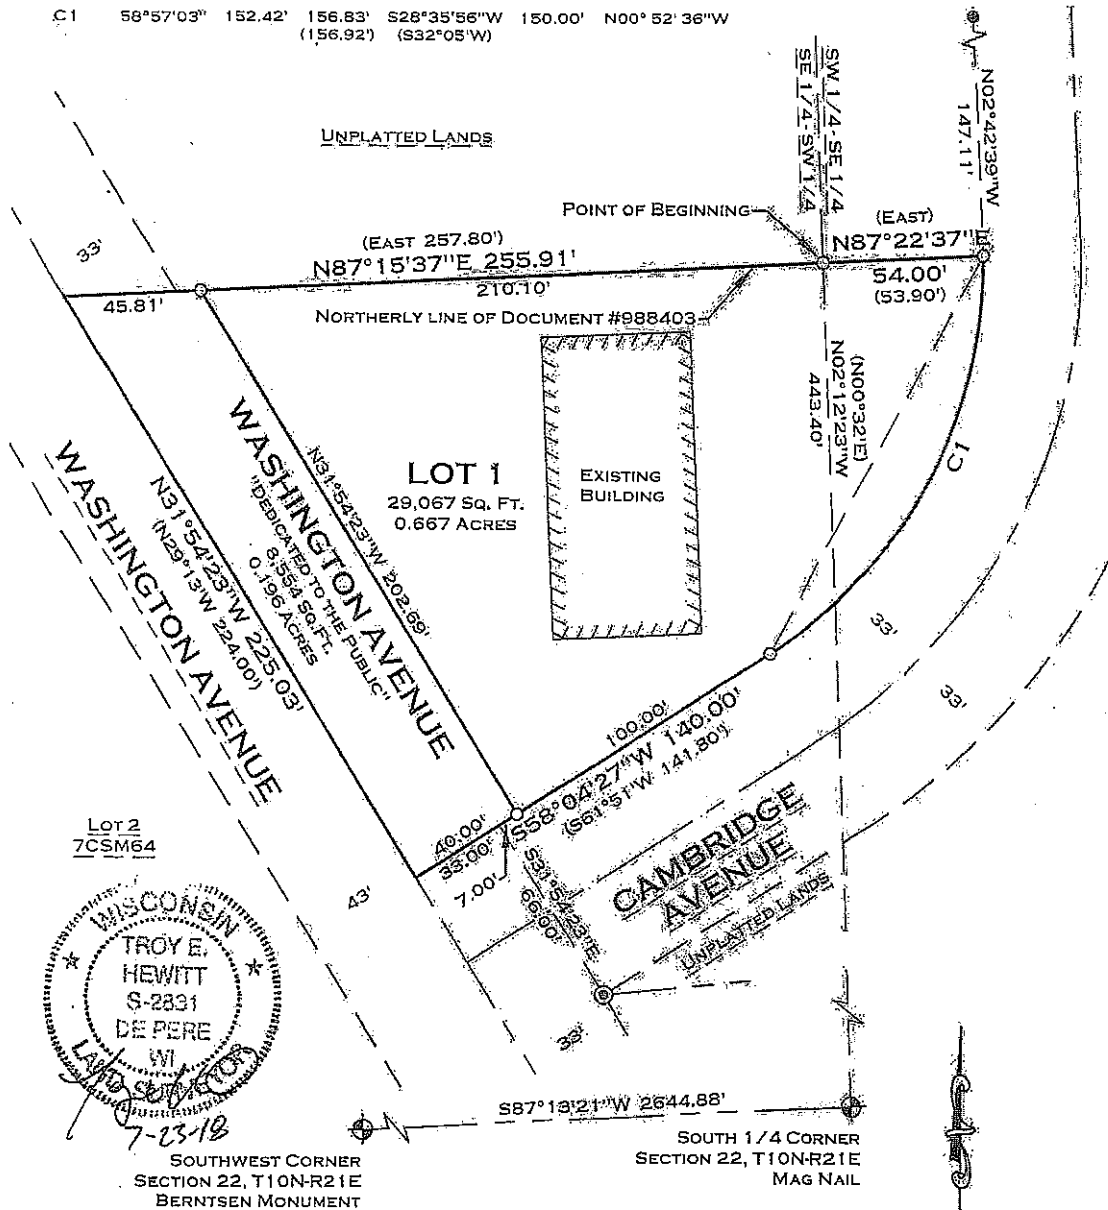 C1 58°57'03" 152.42' 156.83' S28°35'56"W 150.00' N00°52'36"W
(156.92') (S32°05'W)
UNPLATTED LANDS
SW 1/4-SE 1/4
SE 1/4-SW 1/4
N02°42'39"W
147.11'
POINT OF BEGINNING
(EAST)
N87°22'37"E
54.00'
(53.90')
33'
(EAST 257.80')
N87°15'37"E 255.91'
45.81'
210.10'
NORTHERLY LINE OF DOCUMENT #988403
(N00°32'E)
N02°12'23"W
443.40'
C1
WASHINGTON AVENUE
"DEDICATED TO THE PUBLIC"
8,554 SQ.FT.
0.196 ACRES
N31°54'23"W 202.69'
LOT 1
29,067 SQ. FT.
0.667 ACRES
EXISTING
BUILDING
N31°54'23"W 225.03'
(N29°13'W 224.00')
WASHINGTON AVENUE
33'
33'
100.00'
S58°04'27"W 140.00'
(S61°51'W 141.80')
40.00'
33.00'
7.00'
S31°54'23"E
66.00'
CAMBRIDGE
AVENUE
UNPLATTED LANDS
LOT 2
7CSM64
43'
33'
WISCONSIN
TROY E.
HEWITT
S-2831
DE PERE
WI
LAND SURVEYOR
7-23-18
S87°13'21"W 2644.88'
SOUTHWEST CORNER
SECTION 22, T10N-R21E
BERNTSEN MONUMENT
SOUTH 1/4 CORNER
SECTION 22, T10N-R21E
MAG NAIL